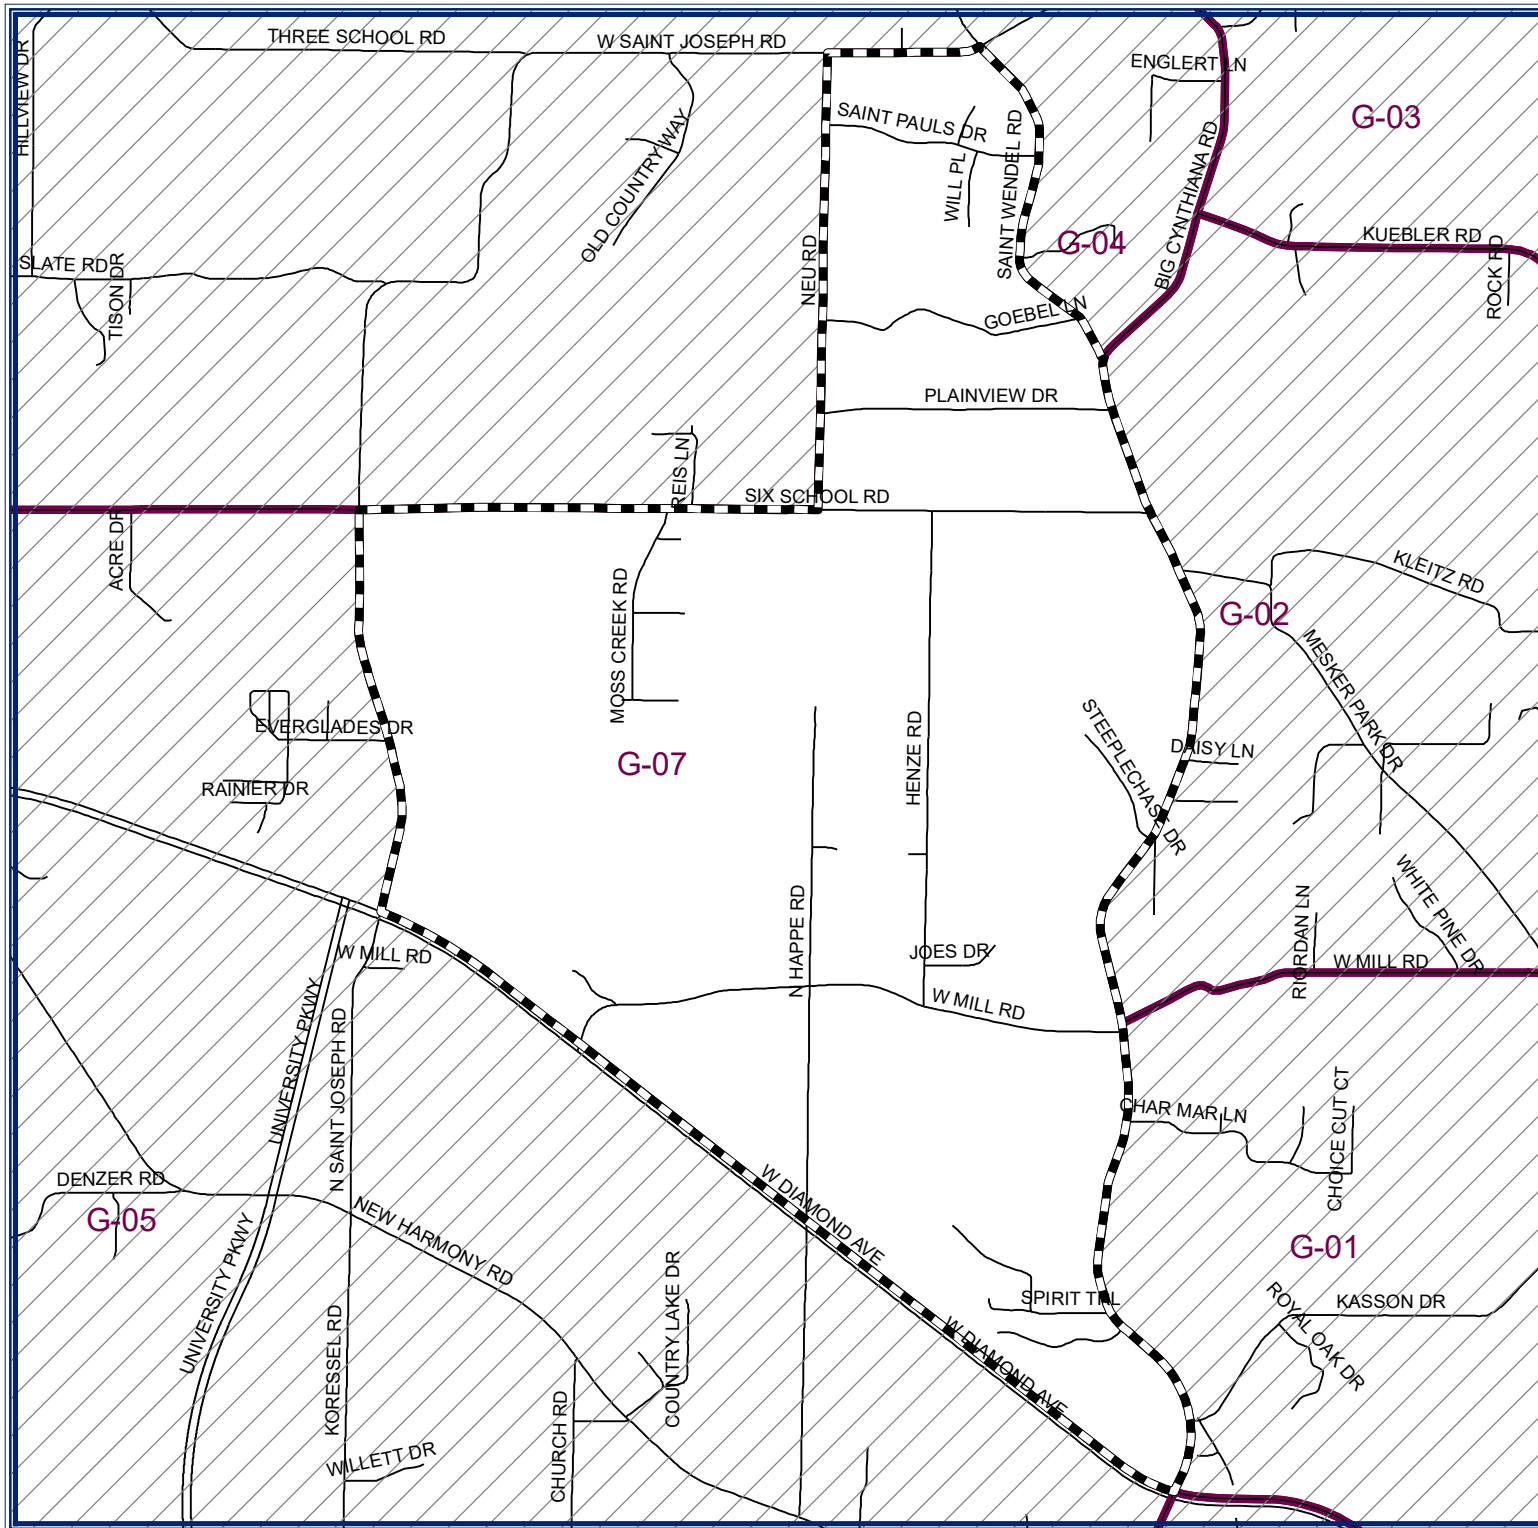 THREE SCHOOL RD
W SAINT JOSEPH RD
HILLVIEW DR
ENGLERT LN
G-03
SAINT PAULS DR
OLD COUNTRY WAY
WILL PL
SAINT WENDEL RD
BIG CYNTHIANA RD
G-04
KUEBLER RD
ROCK RD
SLATE RD
TISON DR
NEU RD
GOEBEL LN
PLAINVIEW DR
REIS LN
SIX SCHOOL RD
ACRE DR
MOSS CREEK RD
KLEITZ RD
G-02
MESKER PARK DR
EVERGLADES DR
RAINIER DR
G-07
HENZE RD
STEEPLECHASE DR
DAISY LN
WHITE PINE DR
RIORDAN LN
W MILL RD
N HAPPE RD
JOES DR
W MILL RD
W MILL RD
UNIVERSITY PKWY
N SAINT JOSEPH RD
CHAR MAR LN
CHOICE CUT CT
DENZER RD
G-05
NEW HARMONY RD
W DIAMOND AVE
G-01
UNIVERSITY PKWY
KORESSEL RD
COUNTRY LAKE DR
SPIRIT TRL
W DIAMOND AVE
ROYAL OAK DR
KASSON DR
CHURCH RD
WILLETT DR